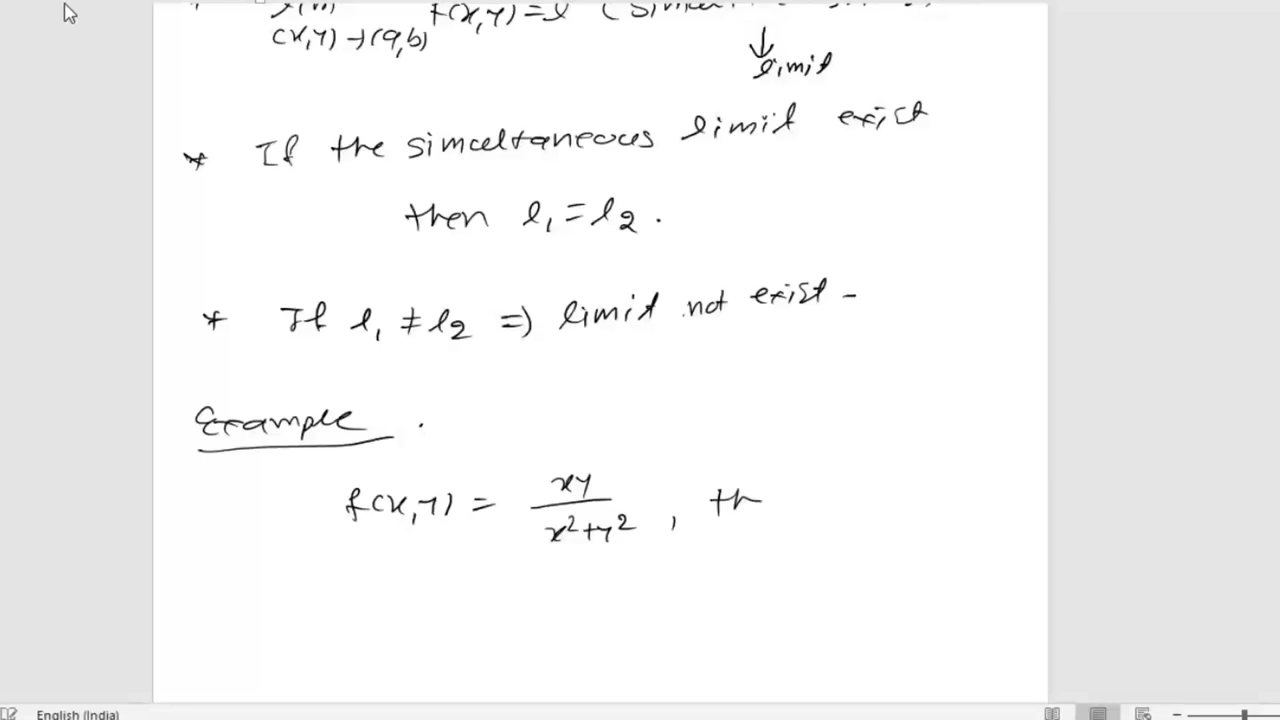 f(x,y) = l (
(x,y) → (a,b)
limit
* If the simultaneous limit exist
then l₁ = l₂ .
* If l₁ ≠ l₂ ⇒ limit not exist -
Example .
f(x,y) = xy / x²+y² , th
English (India)